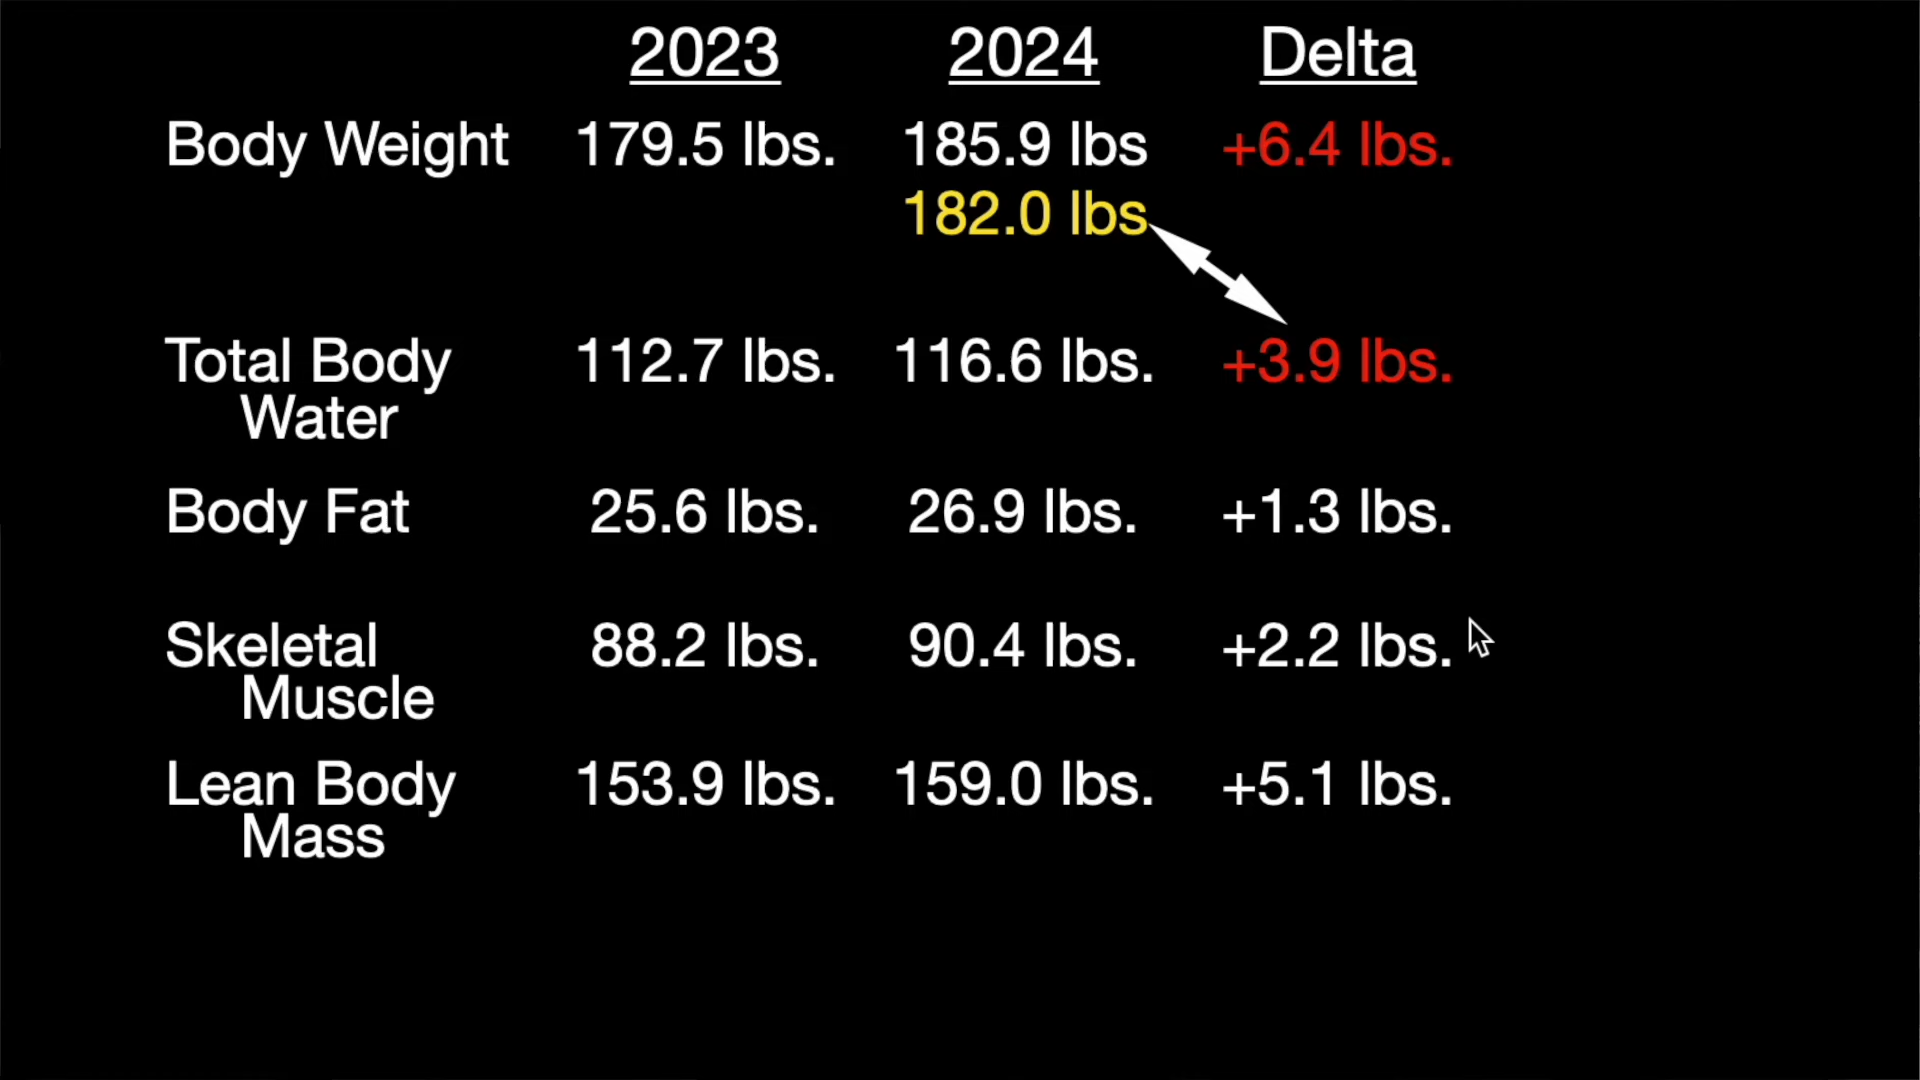 2023 2024 Delta
Body Weight 179.5 lbs. 185.9 lbs +6.4 lbs.
182.0 lbs
Total Body 112.7 lbs. 116.6 lbs. +3.9 lbs.
Water
Body Fat 25.6 lbs. 26.9 lbs. +1.3 lbs.
Skeletal 88.2 lbs. 90.4 lbs. +2.2 lbs.
Muscle
Lean Body 153.9 lbs. 159.0 lbs. +5.1 lbs.
Mass